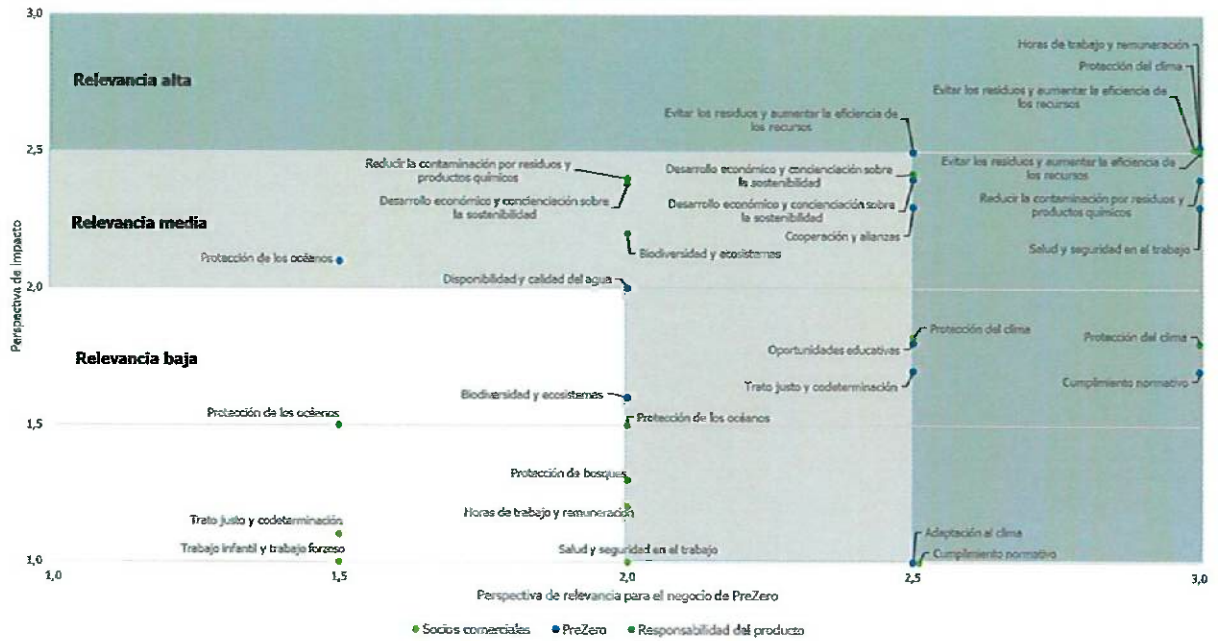 3,0
Horas de trabajo y remuneración
Protección del clima
Relevancia alta
Evitar los residuos y aumentar la eficiencia de
los recursos
Evitar los residuos y aumentar la eficiencia de
los recursos
2,5
Reducir la contaminación por residuos y
productos químicos
Desarrollo económico y concienciación sobre
la sostenibilidad
Evitar los residuos y aumentar la eficiencia de
los recursos
Desarrollo económico y concienciación sobre
la sostenibilidad
Desarrollo económico y concienciación sobre
la sostenibilidad
Reducir la contaminación por residuos y
productos químicos
Relevancia media
Cooperación y alianzas
Protección de los océanos
Biodiversidad y ecosistemas
Salud y seguridad en el trabajo
Disponibilidad y calidad del agua
2,0
Perspectiva de Impacto
Relevancia baja
Protección del clima
Protección del clima
Oportunidades educativas
Trato justo y codeterminación
Cumplimiento normativo
Biodiversidad y ecosistemas
Protección de los océanos
Protección de los océanos
1,5
Protección de bosques
Horas de trabajo y remuneración
Trato justo y codeterminación
Adaptación al clima
Trabajo infantil y trabajo forzoso
Salud y seguridad en el trabajo
Cumplimiento normativo
1,0
1,0
1,5
2,0
2,5
3,0
Perspectiva de relevancia para el negocio de PreZero
Socios comerciales
PreZero
Responsabilidad del producto